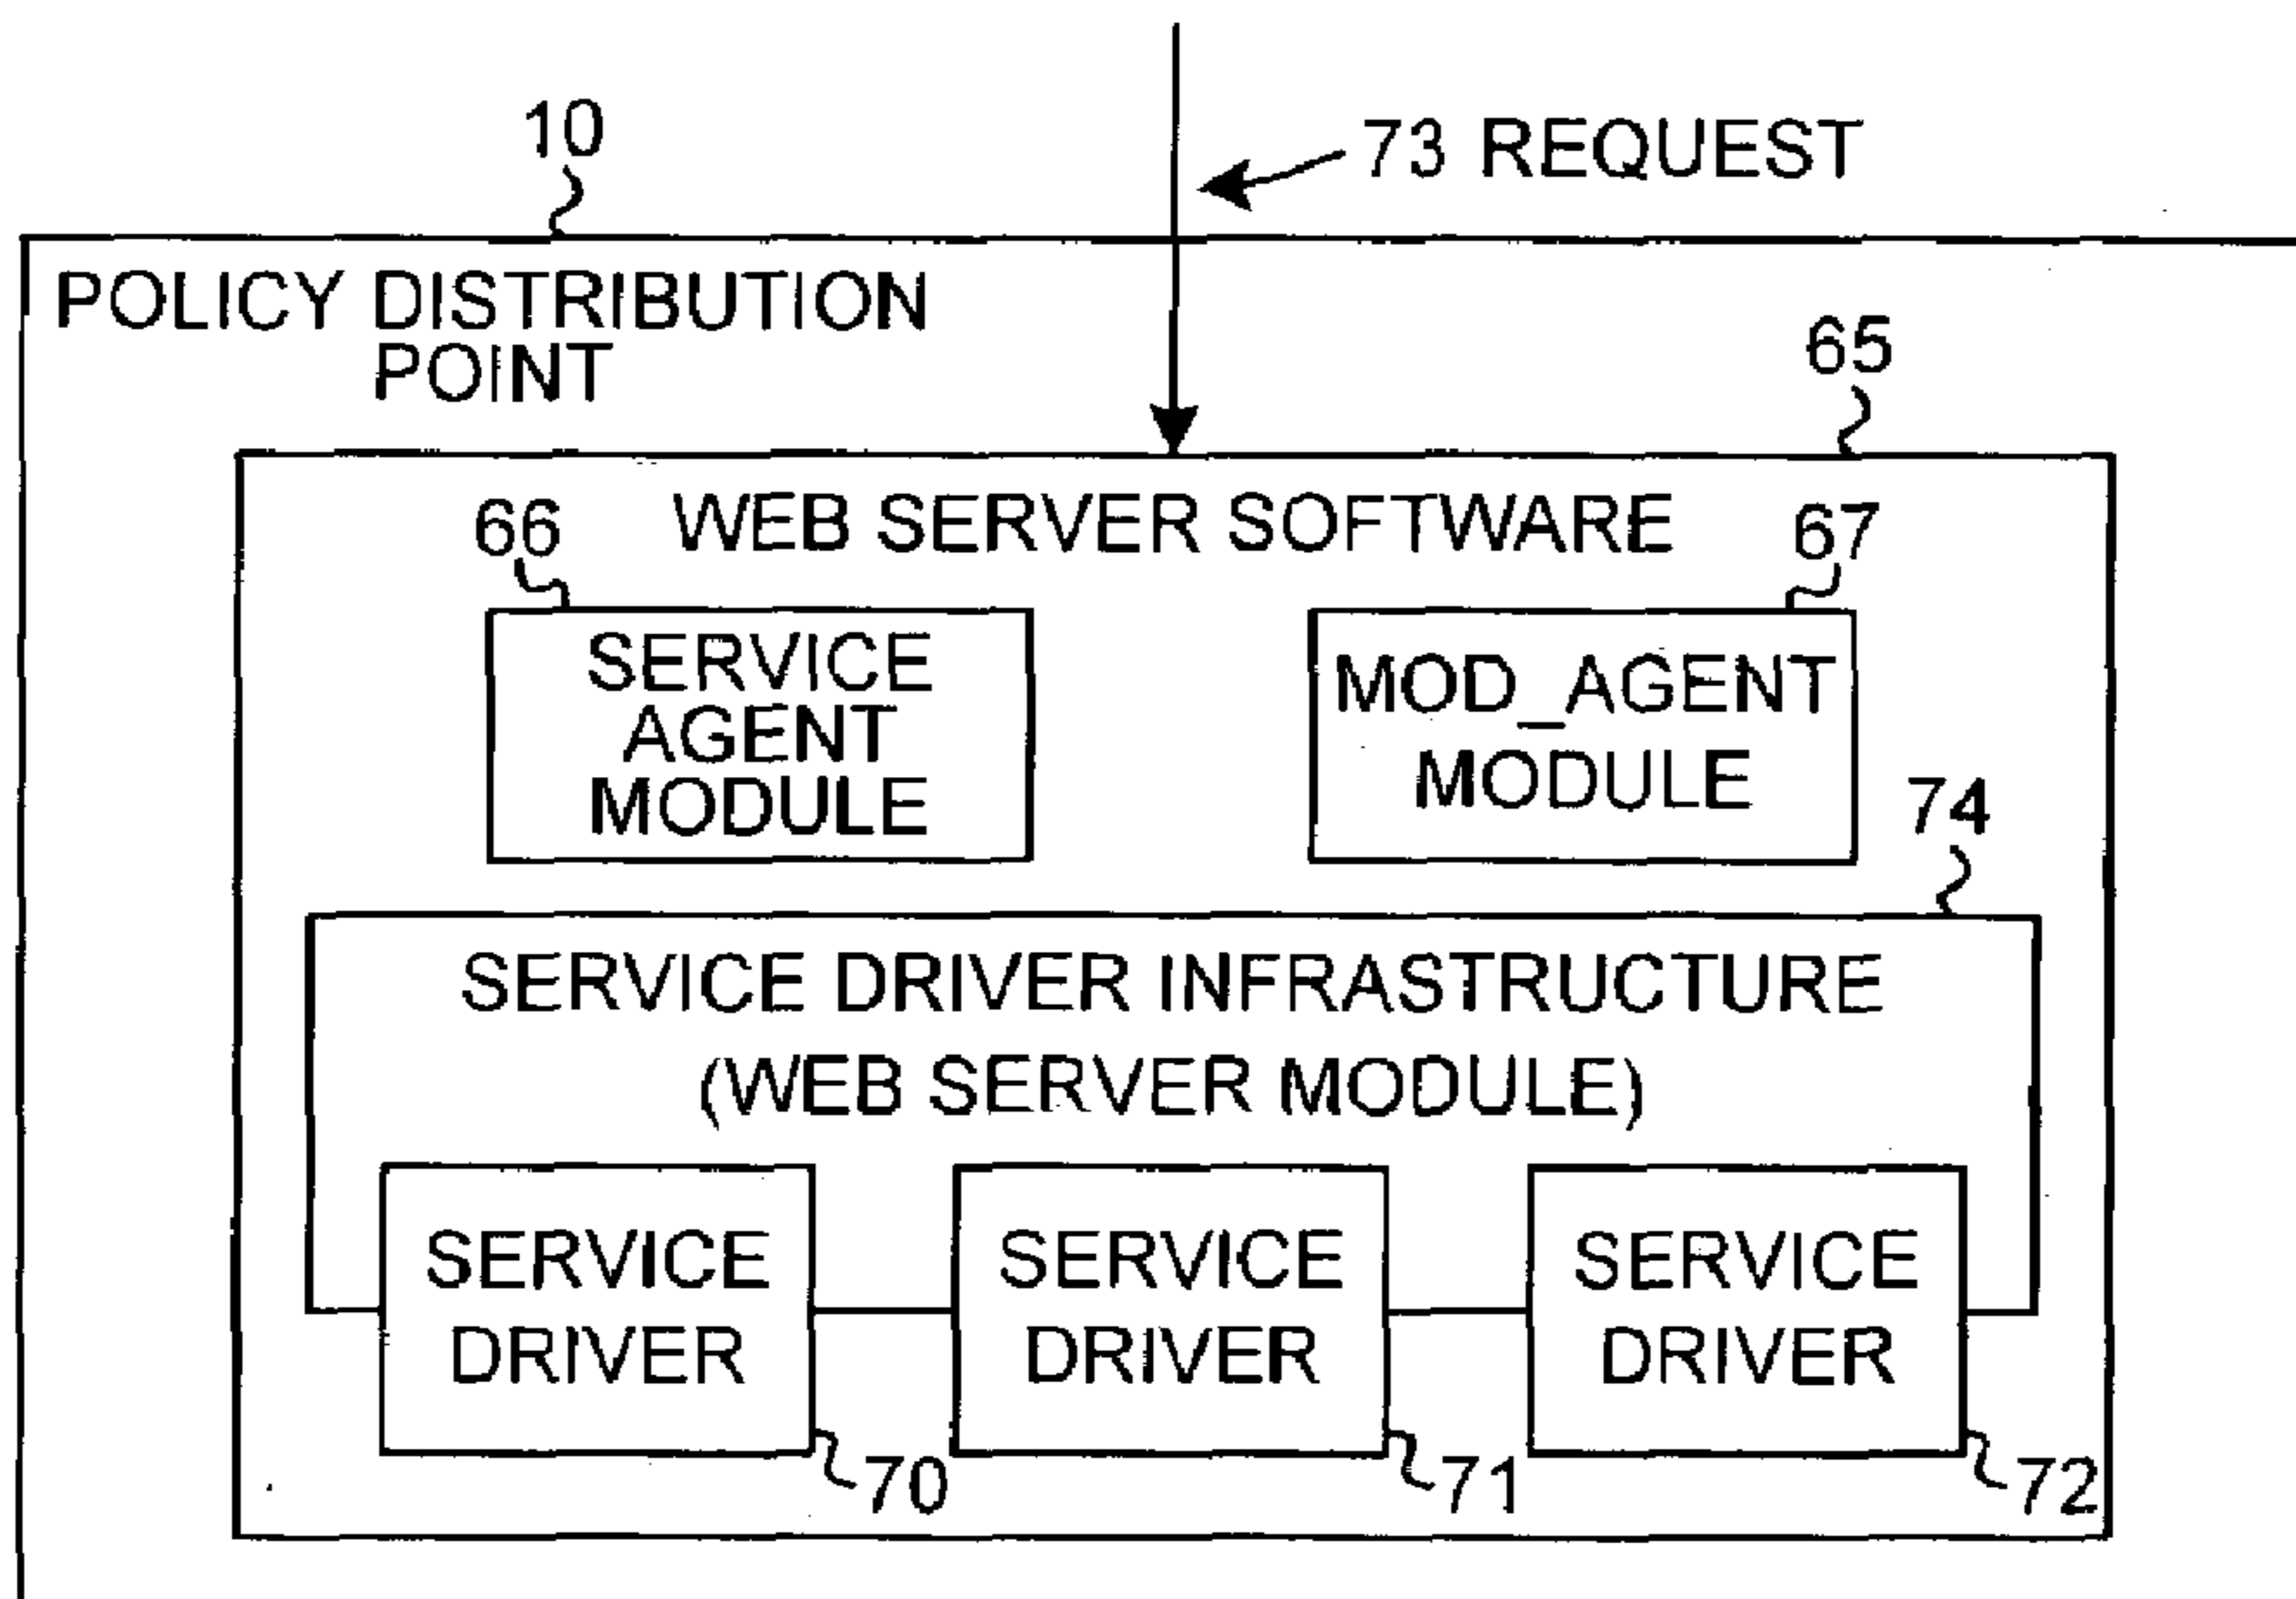 10
73 REQUEST
POLICY DISTRIBUTION
POINT
65
66
WEB SERVER SOFTWARE
67
SERVICE
AGENT
MODULE
MOD_AGENT
MODULE
74
SERVICE DRIVER INFRASTRUCTURE
(WEB SERVER MODULE)
SERVICE
DRIVER
70
SERVICE
DRIVER
71
SERVICE
DRIVER
72